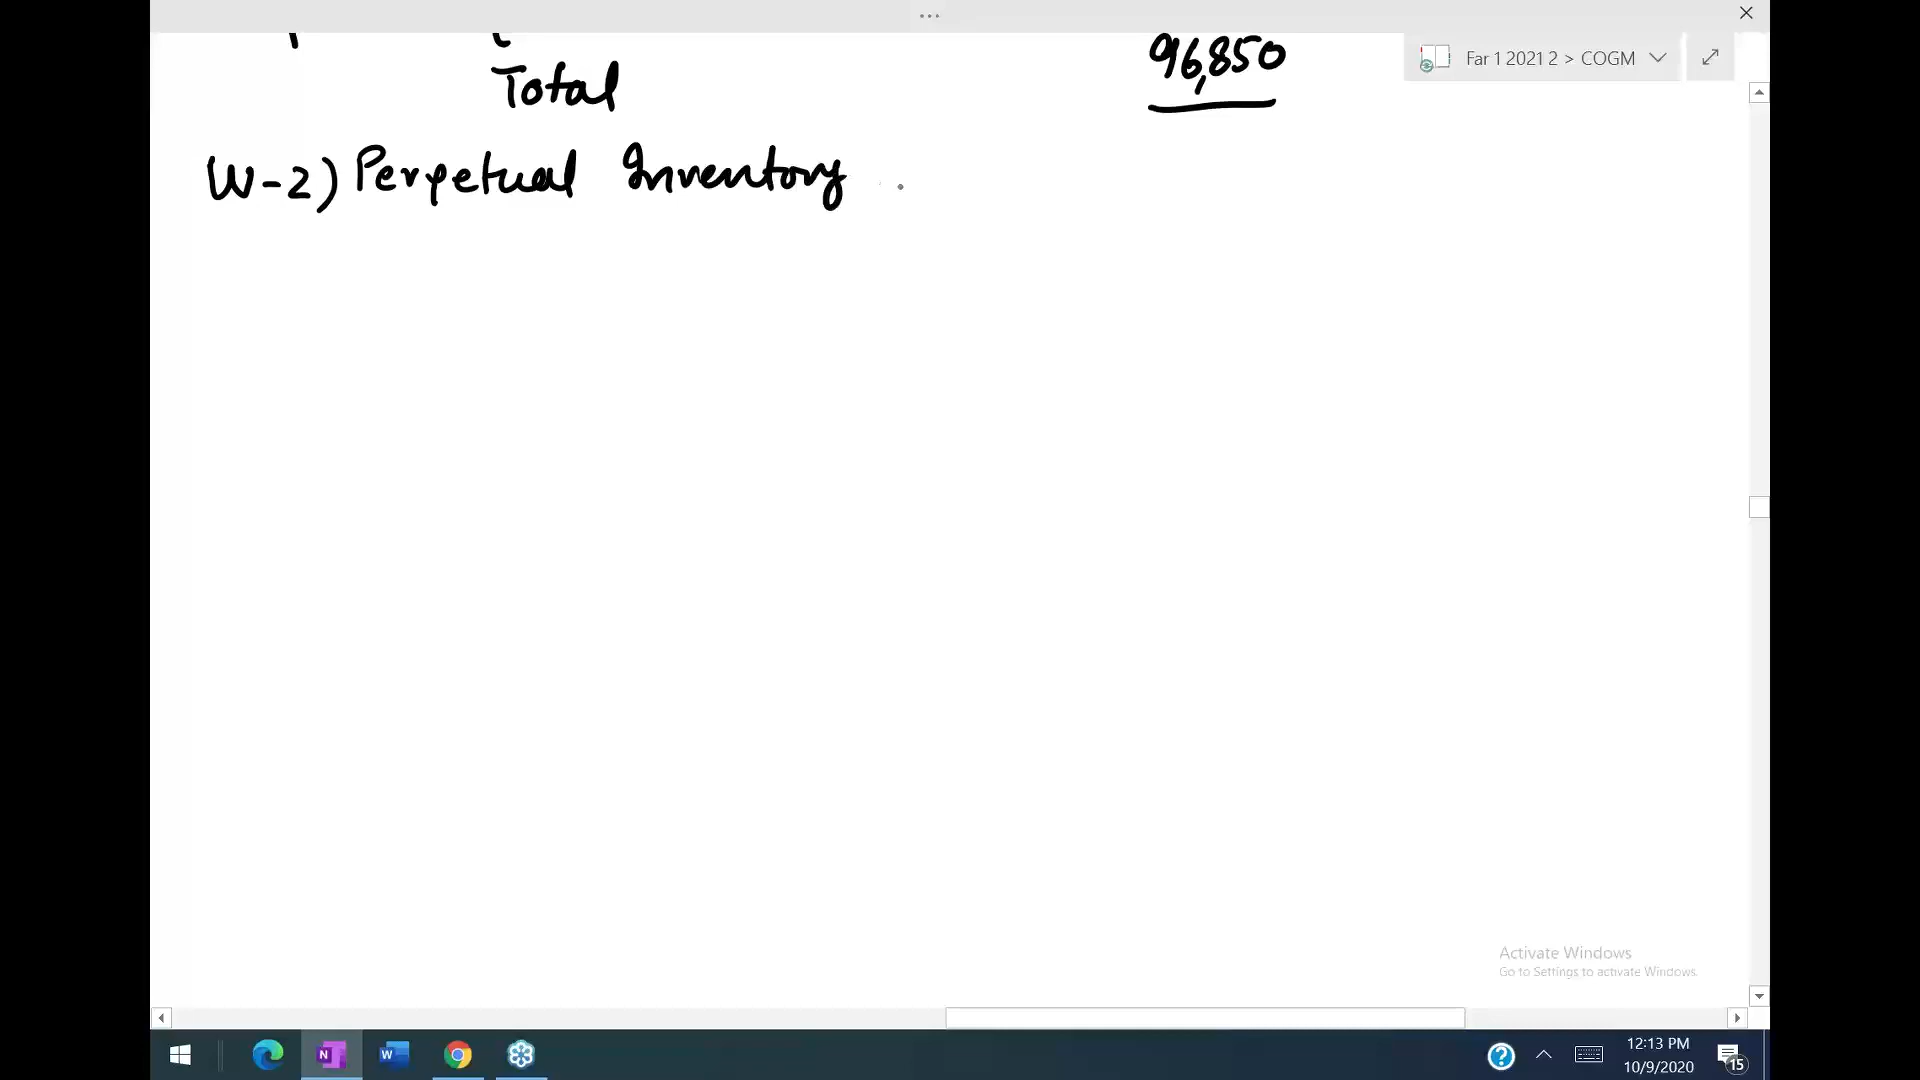 96,850
Far 1 2021 2 > COGM
Total
W-2) Perpetual Inventory
Activate Windows
Go to Settings to activate Windows.
12:13 PM
10/9/2020
15